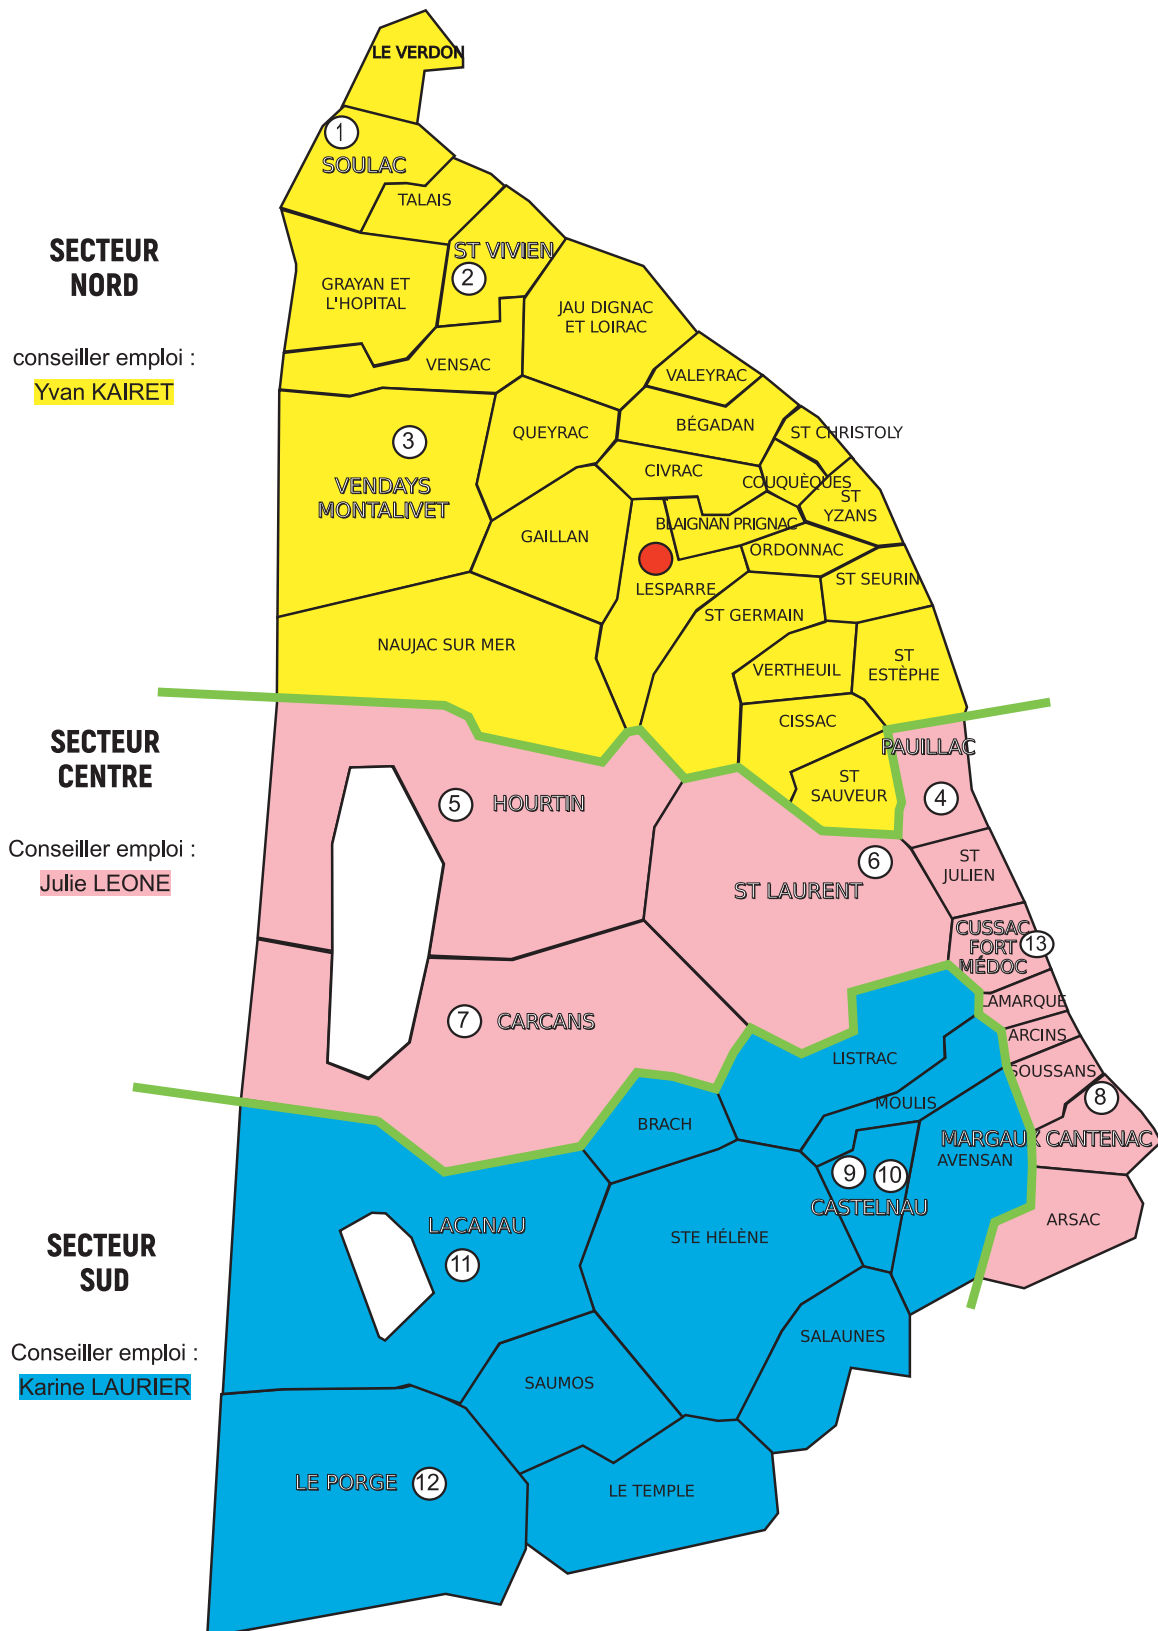 LE VERDON
1
SOULAC
TALAIS
SECTEUR
NORD
ST VIVIEN
2
GRAYAN ET
L'HOPITAL
JAU DIGNAC
ET LOIRAC
conseiller emploi :
Yvan KAIRET
VENSAC
VALEYRAC
3
QUEYRAC
BÉGADAN
ST CHRISTOLY
VENDAYS
MONTALIVET
CIVRAC
COUQUÈQUES
ST
YZANS
GAILLAN
BLAIGNAN PRIGNAC
ORDONNAC
LESPARRE
ST SEURIN
ST GERMAIN
NAUJAC SUR MER
VERTHEUIL
ST
ESTÈPHE
CISSAC
SECTEUR
CENTRE
PAUILLAC
4
ST
SAUVEUR
5
HOURTIN
Conseiller emploi :
Julie LEONE
6
ST LAURENT
ST
JULIEN
CUSSAC
FORT
MÉDOC
13
7
CARCANS
LAMARQUE
ARCINS
LISTRAC
SOUSSANS
8
MOULIS
BRACH
MARGAUX CANTENAC
AVENSAN
9
10
CASTELNAU
SECTEUR
SUD
LACANAU
11
STE HÉLÈNE
ARSAC
Conseiller emploi :
Karine LAURIER
SALAUNES
SAUMOS
LE PORGE
12
LE TEMPLE